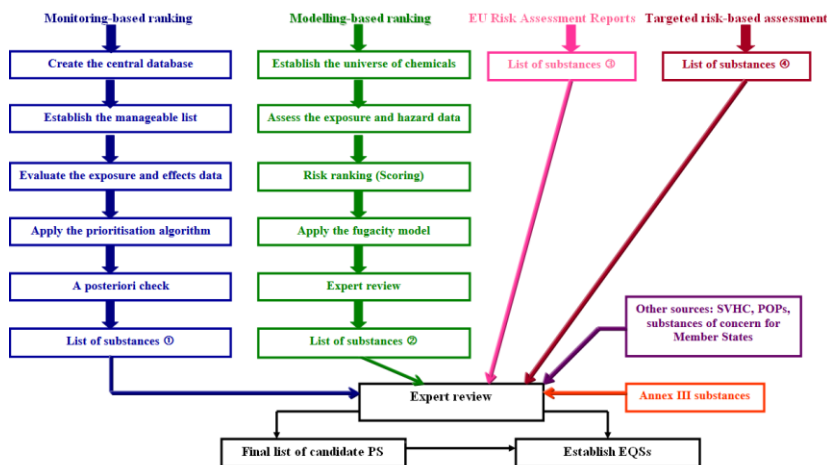 Monitoring-based ranking
Modelling-based ranking
EU Risk Assessment Reports
Targeted risk-based assessment
Create the central database
Establish the universe of chemicals
List of substances ③
List of substances ④
Establish the manageable list
Assess the exposure and hazard data
Evaluate the exposure and effects data
Risk ranking (Scoring)
Apply the prioritisation algorithm
Apply the fugacity model
A posteriori check
Expert review
Other sources: SVHC, POPs,
substances of concern for
Member States
List of substances ①
List of substances ②
Expert review
Annex III substances
Final list of candidate PS
Establish EQSs